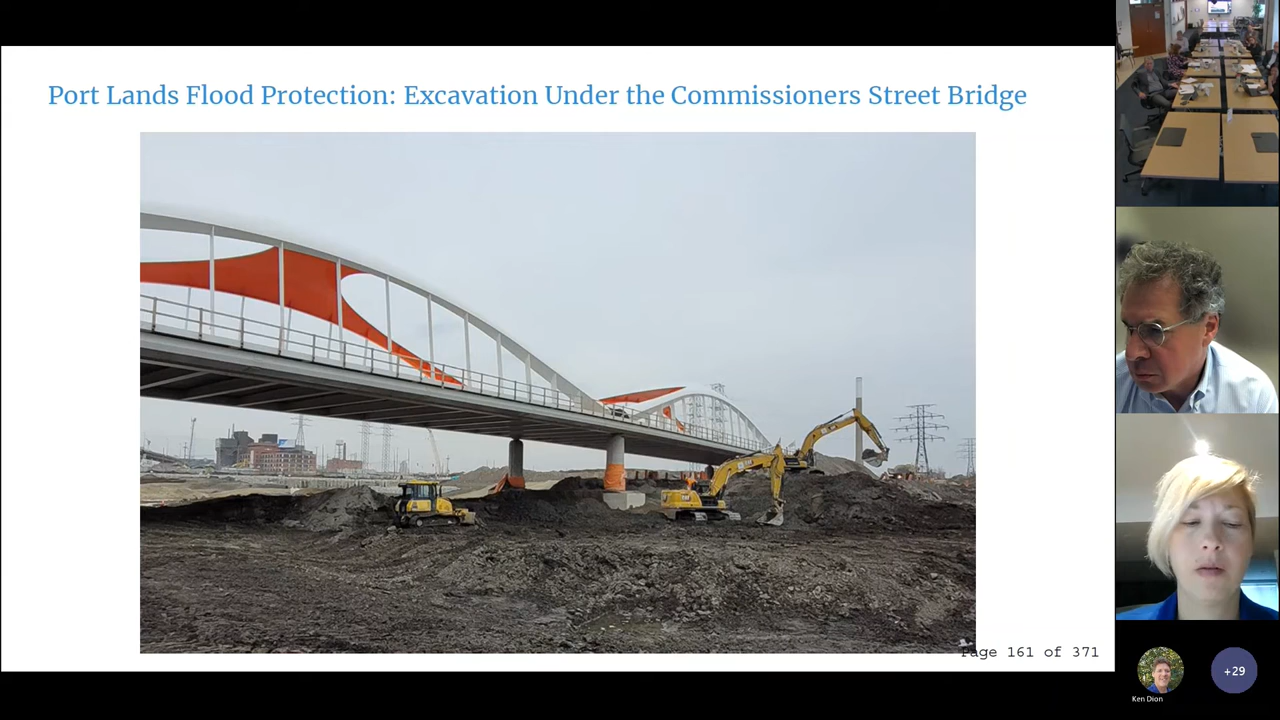 Port Lands Flood Protection: Excavation Under the Commissioners Street Bridge
Page 161 of 371
Ken Dion
+29